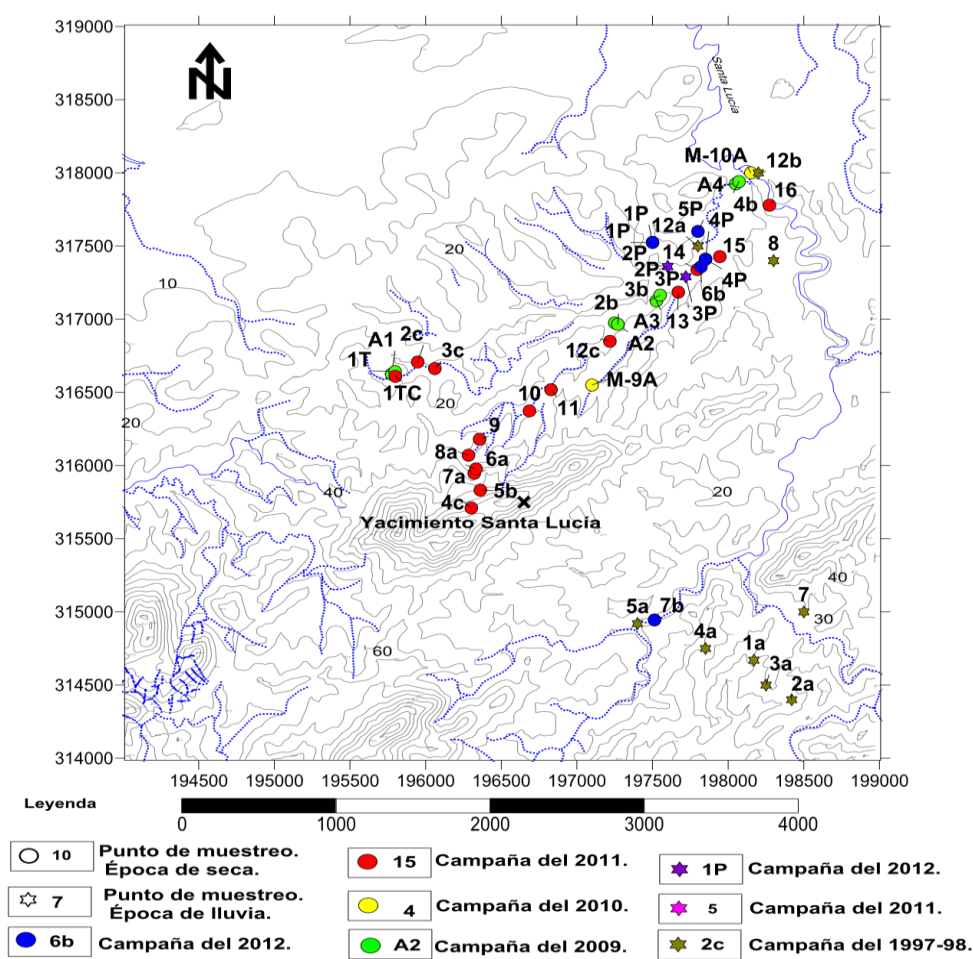 319000
318500
318000
317500
317000
316500
316000
315500
315000
314500
314000
N
Santa Lucía
M-10A
12b
A4
16
4b
1P
5P
4P
12a
1P
2P
14
15
8
2P
3P
4P
3b
6b
2b
3P
A3
13
A2
12c
20
10
A1
2c
3c
1T
1TC
M-9A
10
11
20
20
9
8a
6a
7a
5b
4c
40
20
Yacimiento Santa Lucía
40
7
30
5a
7b
4a
1a
3a
2a
60
194500 195000 195500 196000 196500 197000 197500 198000 198500 199000
Leyenda
0 1000 2000 3000 4000
10 Punto de muestreo.
Época de seca.
7 Punto de muestreo.
Época de lluvia.
6b Campaña del 2012.
15 Campaña del 2011.
4 Campaña del 2010.
A2 Campaña del 2009.
1P Campaña del 2012.
5 Campaña del 2011.
2c Campaña del 1997-98.